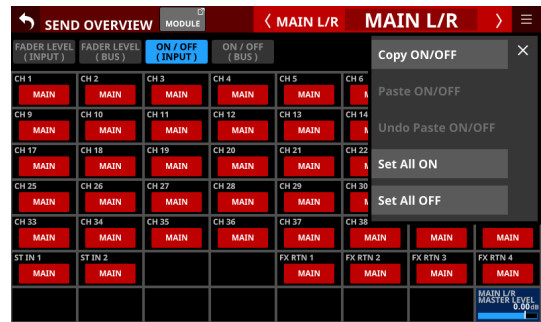 SEND OVERVIEW MODULE MAIN L/R MAIN L/R
FADER LEVEL FADER LEVEL ON / OFF ON / OFF
( INPUT ) ( BUS ) ( INPUT ) ( BUS )
Copy ON/OFF
Paste ON/OFF
Undo Paste ON/OFF
Set All ON
Set All OFF
CH 1 CH 2 CH 3 CH 4 CH 5 CH 6
MAIN MAIN MAIN MAIN MAIN
CH 9 CH 10 CH 11 CH 12 CH 13 CH 14
MAIN MAIN MAIN MAIN MAIN
CH 17 CH 18 CH 19 CH 20 CH 21 CH 22
MAIN MAIN MAIN MAIN MAIN
CH 25 CH 26 CH 27 CH 28 CH 29 CH 30
MAIN MAIN MAIN MAIN MAIN
CH 33 CH 34 CH 35 CH 36 CH 37 CH 38
MAIN MAIN MAIN MAIN MAIN MAIN MAIN MAIN
ST IN 1 ST IN 2 FX RTN 1 FX RTN 2 FX RTN 3 FX RTN 4
MAIN MAIN MAIN MAIN MAIN MAIN
MAIN L/R
MASTER LEVEL
0.00dB